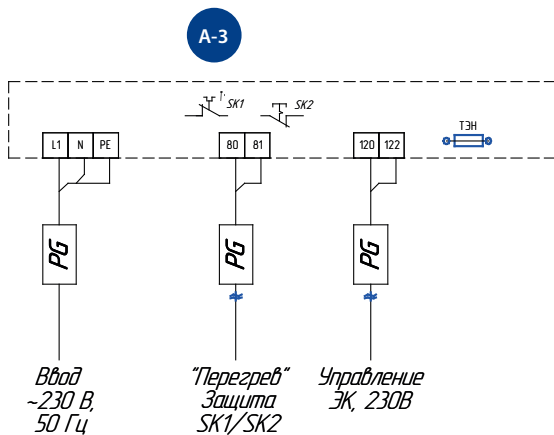 А-3
SK1
SK2
ТЭН
L1 N PE
80 81
120 122
PG
PG
PG
Ввод
~230 В,
50 Гц
"Перегрев"
Защита
SK1/SK2
Управление
ЭК, 230В